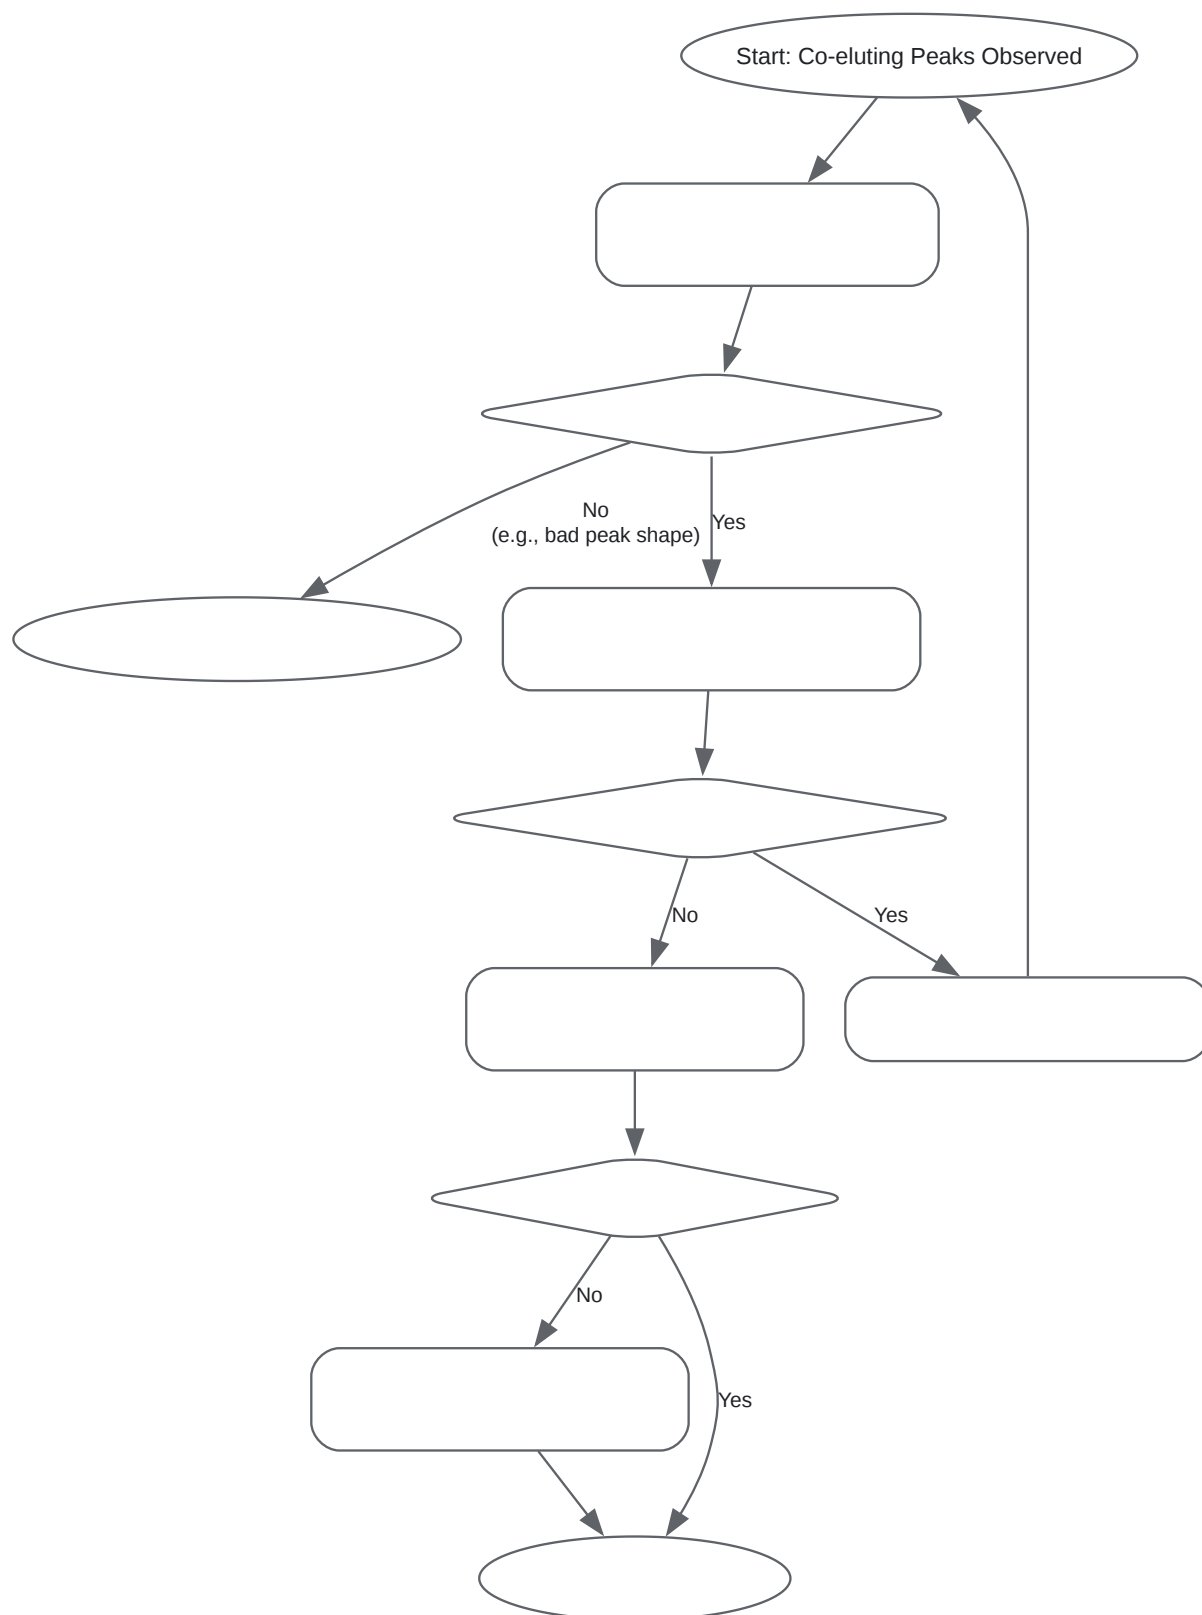 Start: Co-eluting Peaks Observed
No
(e.g., bad peak shape)
Yes
No
Yes
No
Yes